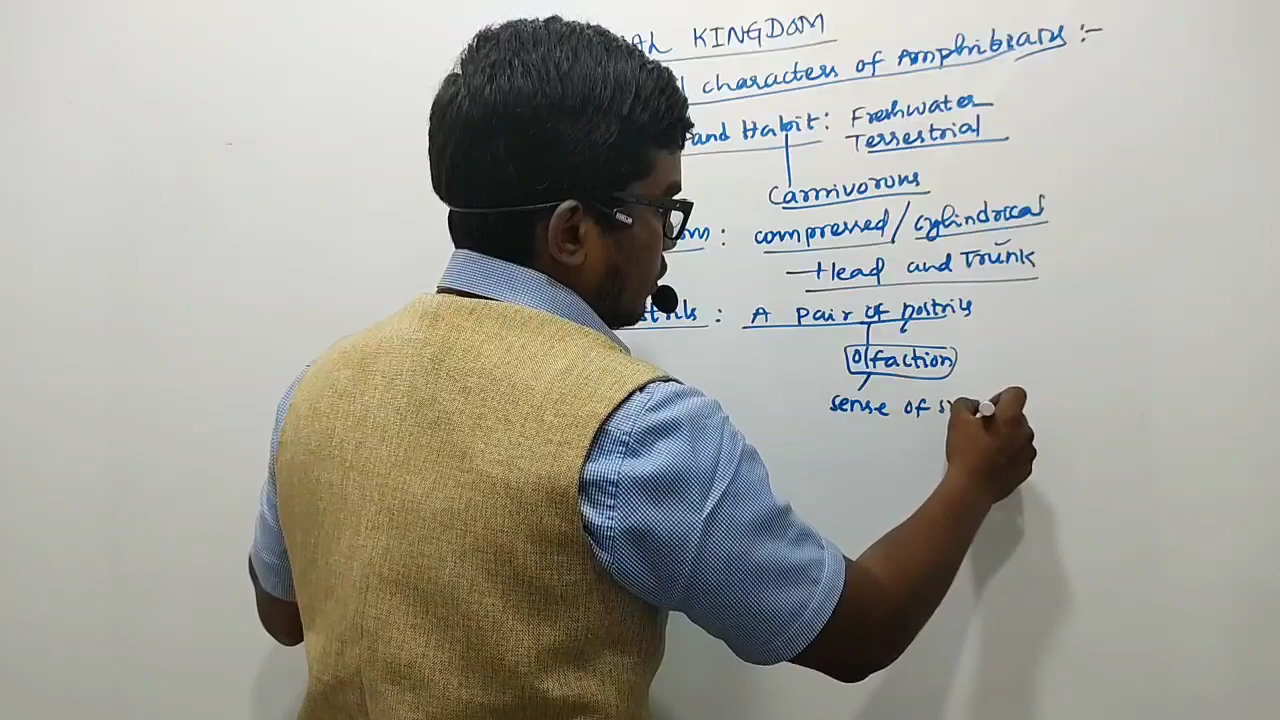 KINGDOM
characters of Amphibians :-
and Habit : Freshwater
Terrestrial
Carnivorous
: compressed / cylindrical
Head and Trunk
: A pair of nostrils
Olfaction
sense of